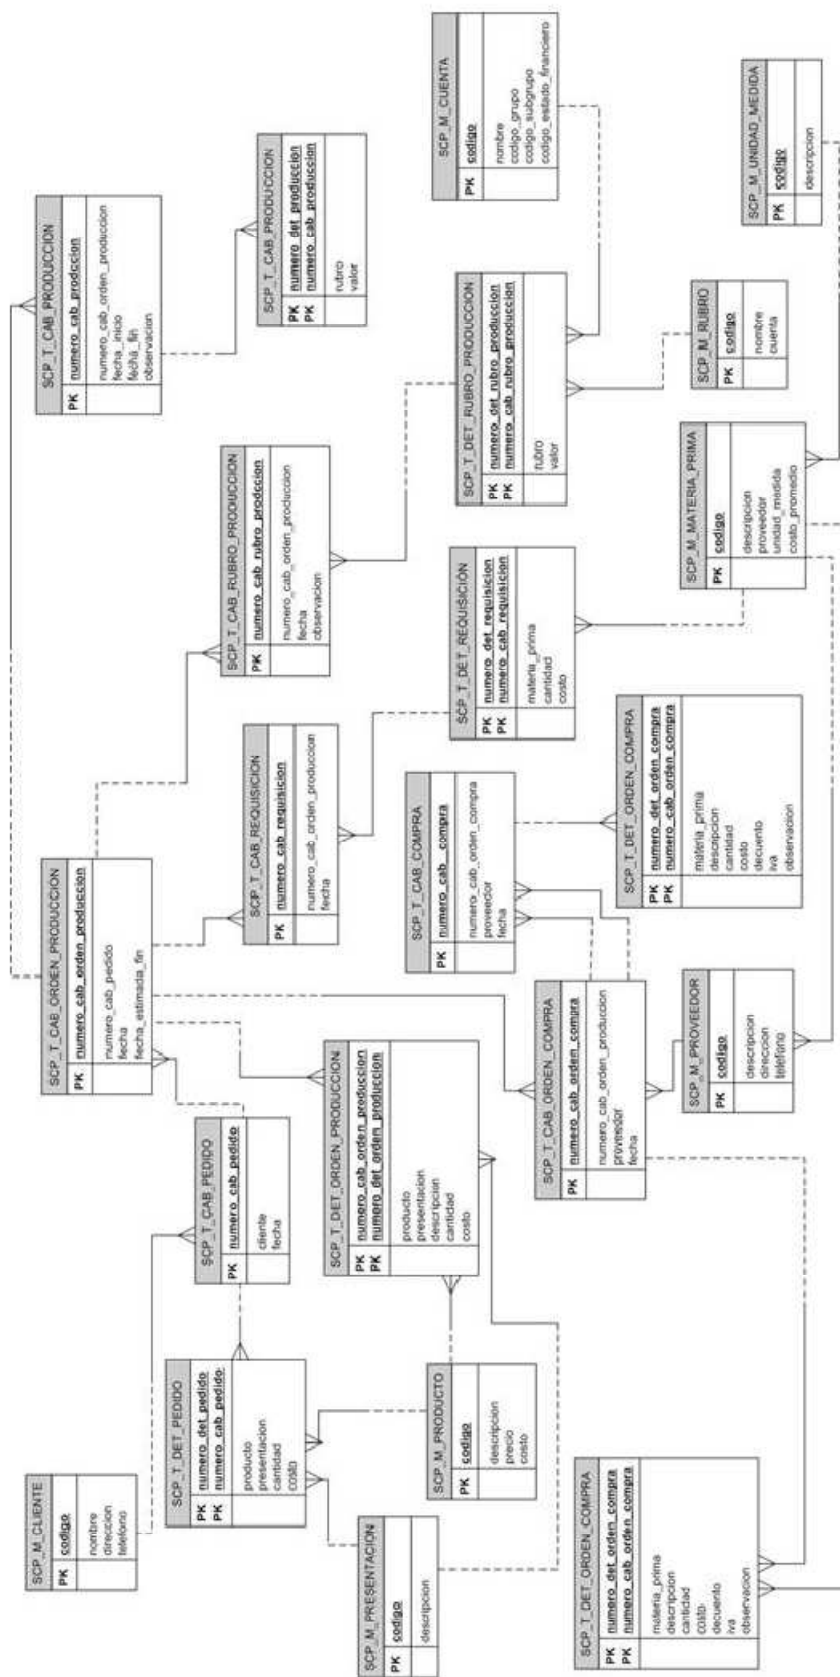 SCP_M_CLIENTE
PK codigo
nombre
direccion
telefono
SCP_T_CAB_PEDIDO
PK numero_cab_pedido
cliente
fecha
SCP_T_CAB_ORDEN_PRODUCCION
PK numero_cab_orden_produccion
numero_cab_pedido
fecha
fecha_estimada_fin
SCP_T_CAB_PRODUCCION
PK numero_cab_prodccion
numero_cab_orden_produccion
fecha_inicio
fecha_fin
observacion
SCP_T_DET_PEDIDO
PK numero_det_pedido
PK numero_cab_pedido
producto
presentacion
cantidad
costo
SCP_T_CAB_REQUISICION
PK numero_cab_requisicion
numero_cab_orden_produccion
fecha
SCP_T_CAB_RUBRO_PRODUCCION
PK numero_cab_rubro_prodccion
numero_cab_orden_produccion
fecha
observacion
SCP_T_CAB_PRODUCCION
PK numero_det_produccion
PK numero_cab_produccion
rubro
valor
SCP_M_PRESENTACION
PK codigo
descripcion
SCP_M_PRODUCTO
PK codigo
descripcion
precio
costo
SCP_T_DET_ORDEN_PRODUCCION
PK numero_cab_orden_produccion
PK numero_det_orden_produccion
producto
presentacion
descripcion
cantidad
costo
SCP_T_CAB_COMPRA
PK numero_cab_ compra
numero_cab_orden_compra
proveedor
fecha
SCP_T_DET_REQUISICIÓN
PK numero_det_requisicion
PK numero_cab_requisicion
materia_prima
cantidad
costo
SCP_T_DET_RUBRO_PRODUCCION
PK numero_det_rubro_produccion
PK numero_cab_rubro_produccion
rubro
valor
SCP_M_CUENTA
PK codigo
nombre
codigo_grupo
codigo_subgrupo
codigo_estado_financiero
SCP_T_DET_ORDEN_COMPRA
PK numero_det_orden_compra
PK numero_cab_orden_compra
materia_prima
descripcion
cantidad
costo
decuento
iva
observacion
SCP_T_CAB_ORDEN_COMPRA
PK numero_cab_orden_compra
numero_cab_orden_produccion
proveedor
fecha
SCP_T_DET_ORDEN_COMPRA
PK numero_det_orden_compra
PK numero_cab_orden_compra
materia_prima
descripcion
cantidad
costo
decuento
iva
observacion
SCP_M_PROVEEDOR
PK codigo
descripcion
direccion
telefono
SCP_M_MATERIA_PRIMA
PK codigo
descripcion
proveedor
unidad_medida
costo_promedio
SCP_M_RUBRO
PK codigo
nombre
cuenta
SCP_M_UNIDAD_MEDIDA
PK codigo
descripcion